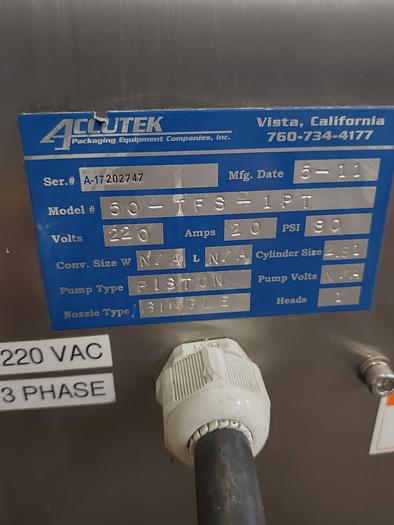 ACCUTEK
Packaging Equipment Companies, Inc.
Vista, California
760-734-4177
Ser.# A-17202747 Mfg. Date 5-11
Model # 50-TFS-1PT
Volts 220 Amps 20 PSI 80
Conv. Size W N/A L N/A Cylinder Size
Pump Type PISTON Pump Volts N/A
Nozzle Type SINGLE Heads 1
220 VAC
3 PHASE